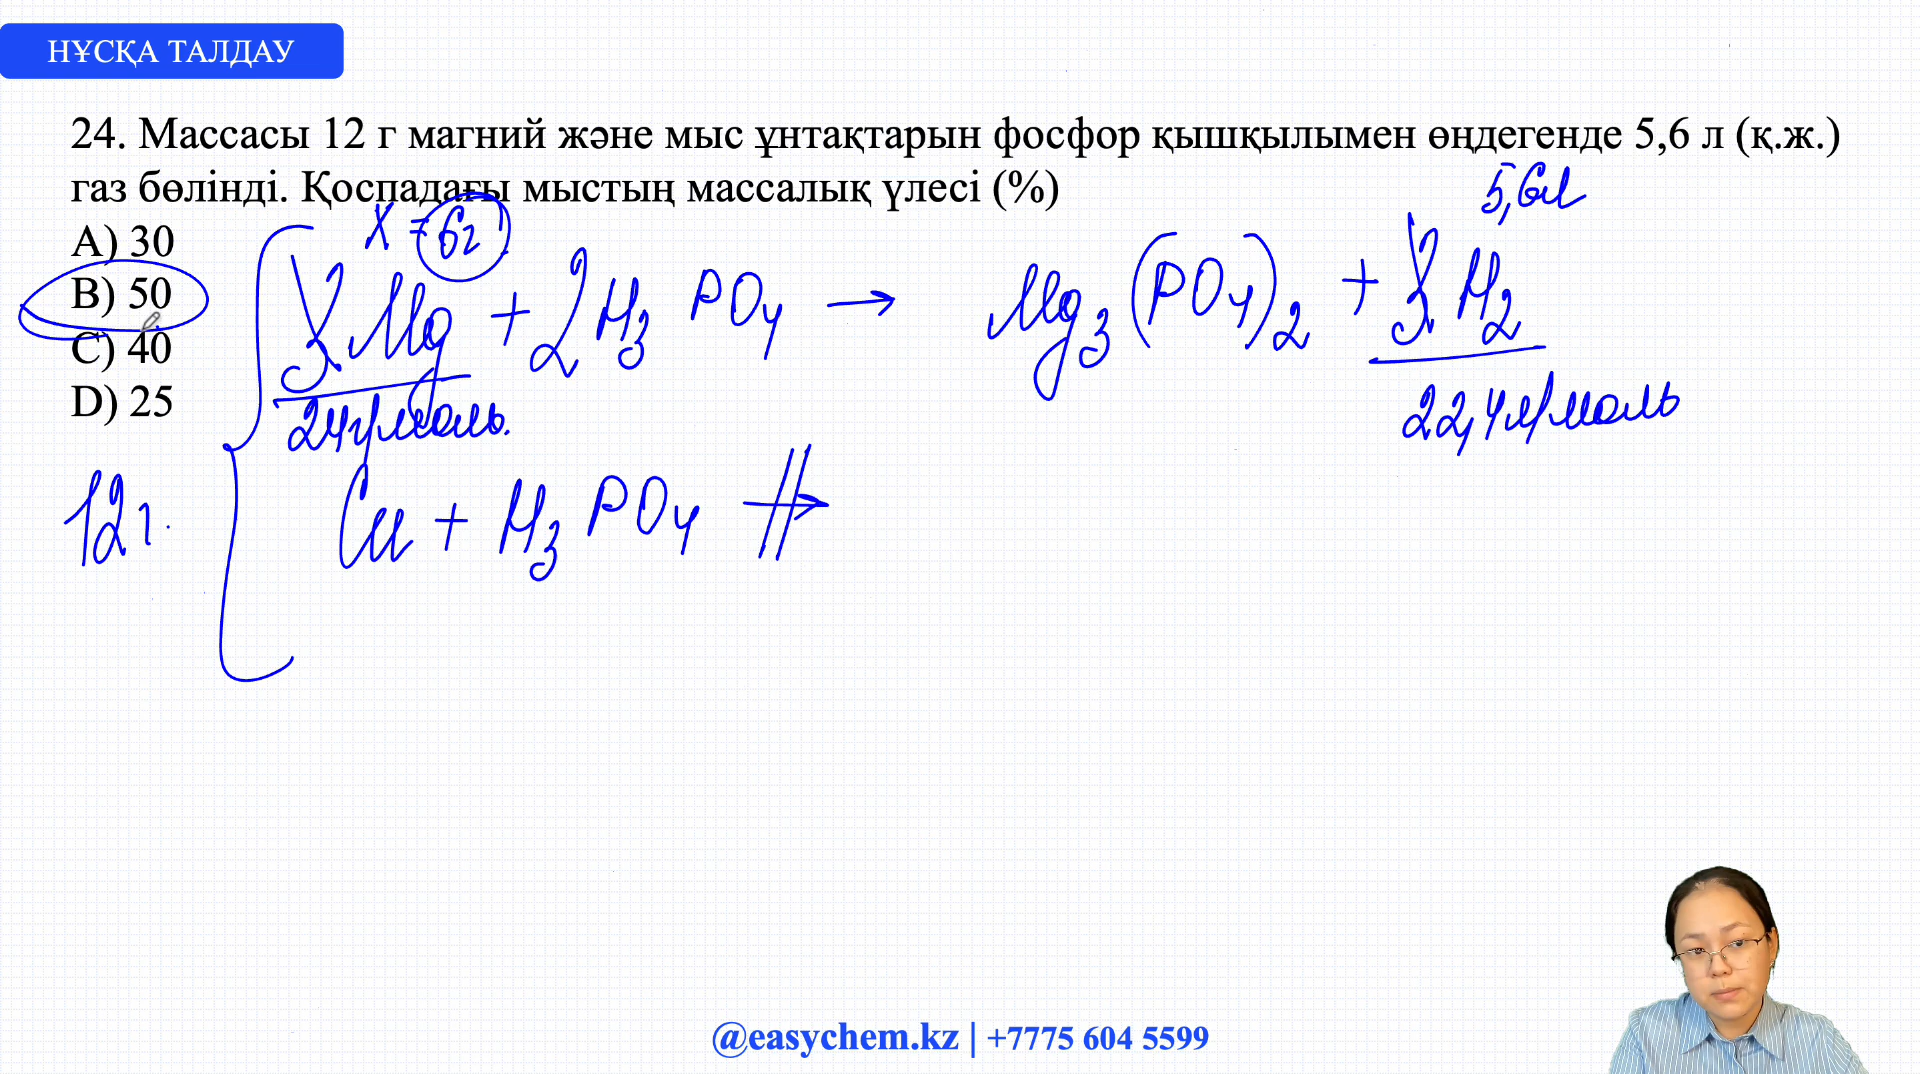 НҰСҚА ТАЛДАУ
24. Массасы 12 г магний және мыс ұнтақтарын фосфор қышқылымен өңдегенде 5,6 л (қ.ж.)
газ бөлінді. Қоспадағы мыстың массалық үлесі (%)
A) 30
B) 50
C) 40
D) 25
x = 6г
5,6л
3Mg + 2H₃PO₄ → Mg₃(PO₄)₂ + 3H₂
24г/моль.
22,4л/моль
12г.
Cu + H₃PO₄ ⇸
@easychem.kz | +7775 604 5599